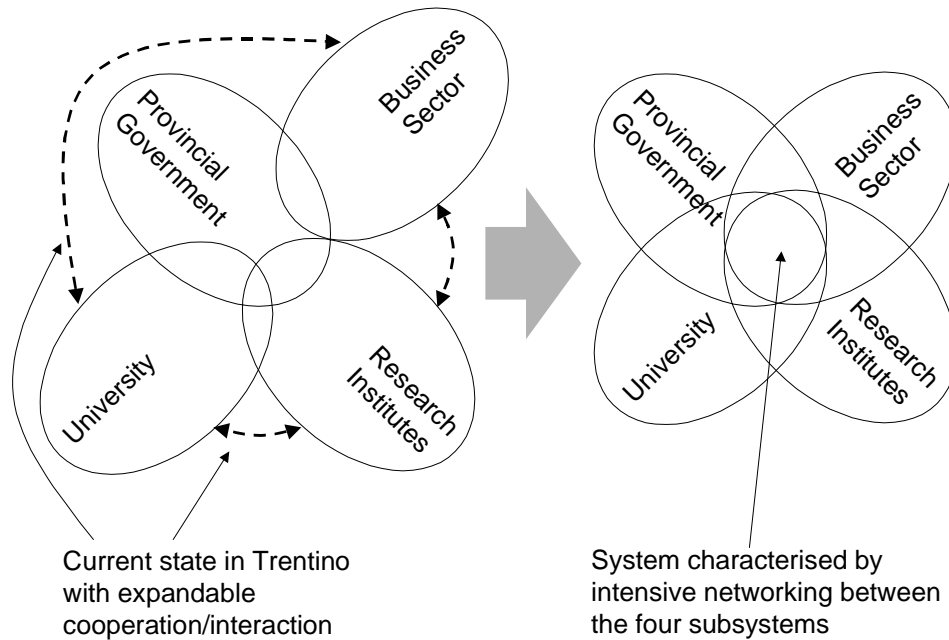 Provincial
Government
Business
Sector
University
Research
Institutes
Current state in Trentino
with expandable
cooperation/interaction
Provincial
Government
Business
Sector
University
Research
Institutes
System characterised by
intensive networking between
the four subsystems